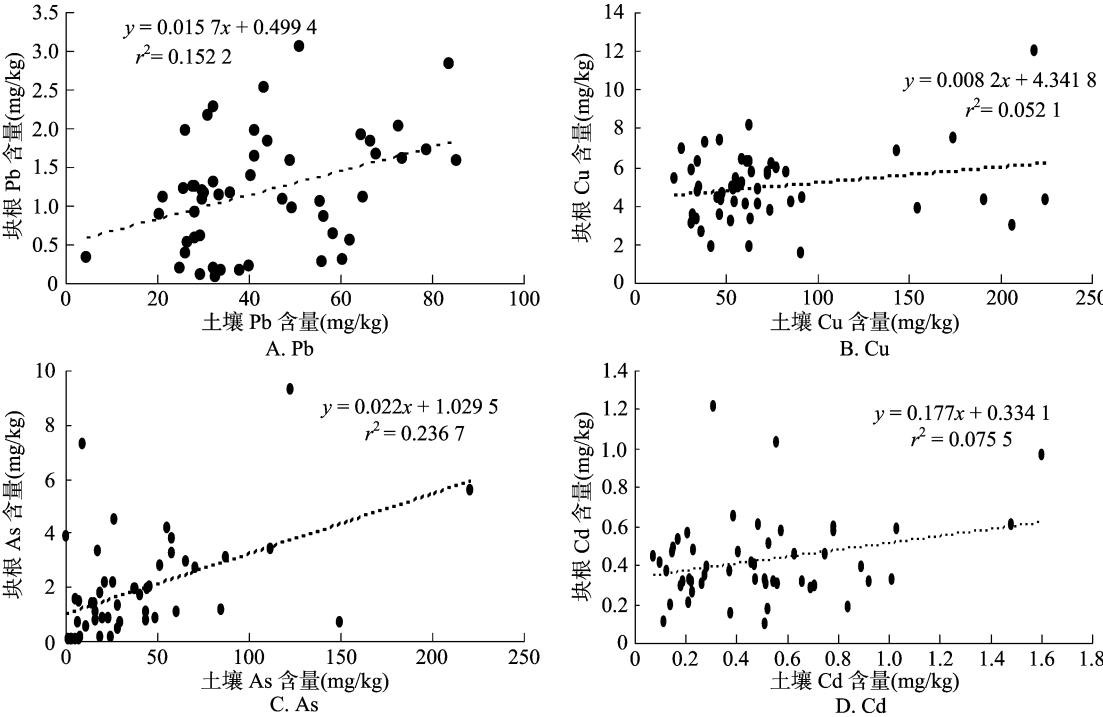 3.5
3.0
2.5
2.0
1.5
1.0
0.5
0
块根 Pb 含量(mg/kg)
y = 0.015 7x + 0.499 4
r²= 0.152 2
0 20 40 60 80 100
土壤 Pb 含量(mg/kg)
A. Pb
14
12
10
8
6
4
2
0
块根 Cu 含量(mg/kg)
y = 0.008 2x + 4.341 8
r²= 0.052 1
0 50 100 150 200 250
土壤 Cu 含量(mg/kg)
B. Cu
10
8
6
4
2
0
块根 As 含量(mg/kg)
y = 0.022x + 1.029 5
r² = 0.236 7
0 50 100 150 200 250
土壤 As 含量(mg/kg)
C. As
1.4
1.2
1.0
0.8
0.6
0.4
0.2
0
块根 Cd 含量(mg/kg)
y = 0.177x + 0.334 1
r² = 0.075 5
0 0.2 0.4 0.6 0.8 1.0 1.2 1.4 1.6 1.8
土壤 Cd 含量(mg/kg)
D. Cd